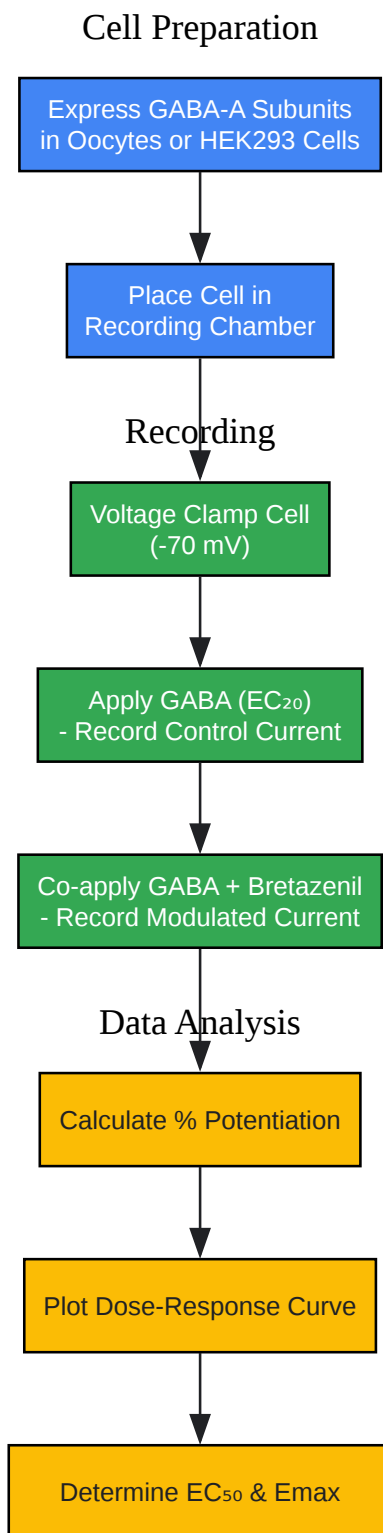 Cell Preparation
Express GABA-A Subunits
in Oocytes or HEK293 Cells
Place Cell in
Recording Chamber
Recording
Voltage Clamp Cell
(-70 mV)
Apply GABA (EC₂₀)
- Record Control Current
Co-apply GABA + Bretazenil
- Record Modulated Current
Data Analysis
Calculate % Potentiation
Plot Dose-Response Curve
Determine EC₅₀ & Emax